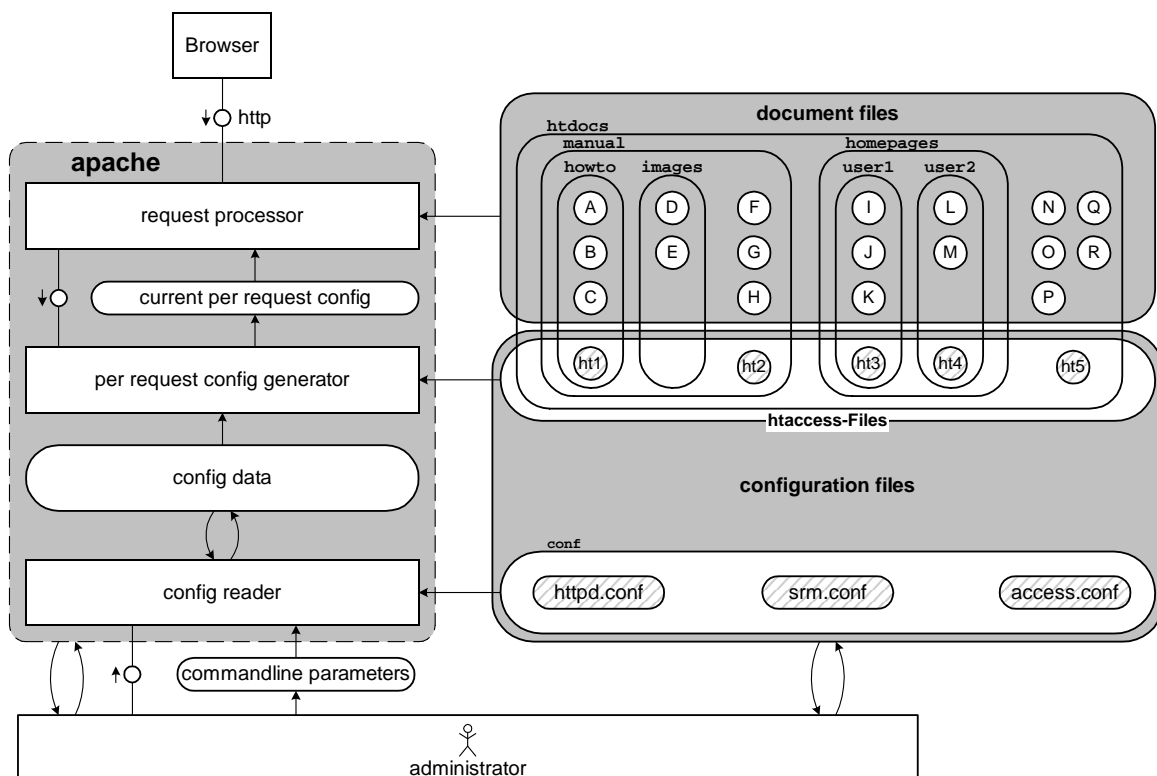 Browser
http
apache
request processor
current per request config
per request config generator
config data
config reader
commandline parameters
administrator
document files
htdocs
manual
homepages
howto
images
user1
user2
A
D
F
I
L
N
Q
B
E
G
J
M
O
R
C
H
K
P
ht1
ht2
ht3
ht4
ht5
htaccess-Files
configuration files
conf
httpd.conf
srm.conf
access.conf